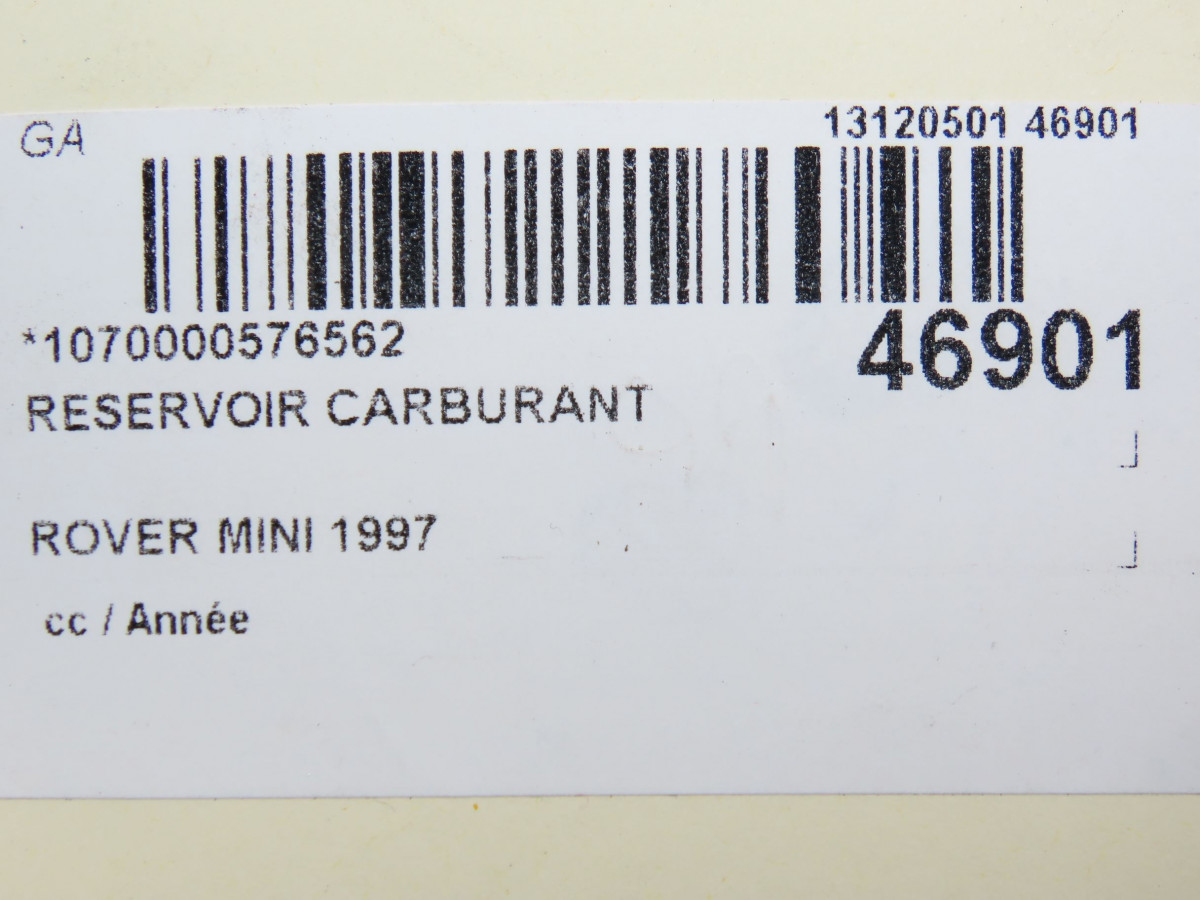 GA
13120501 46901
*1070000576562
46901
RESERVOIR CARBURANT
ROVER MINI 1997
cc / Année